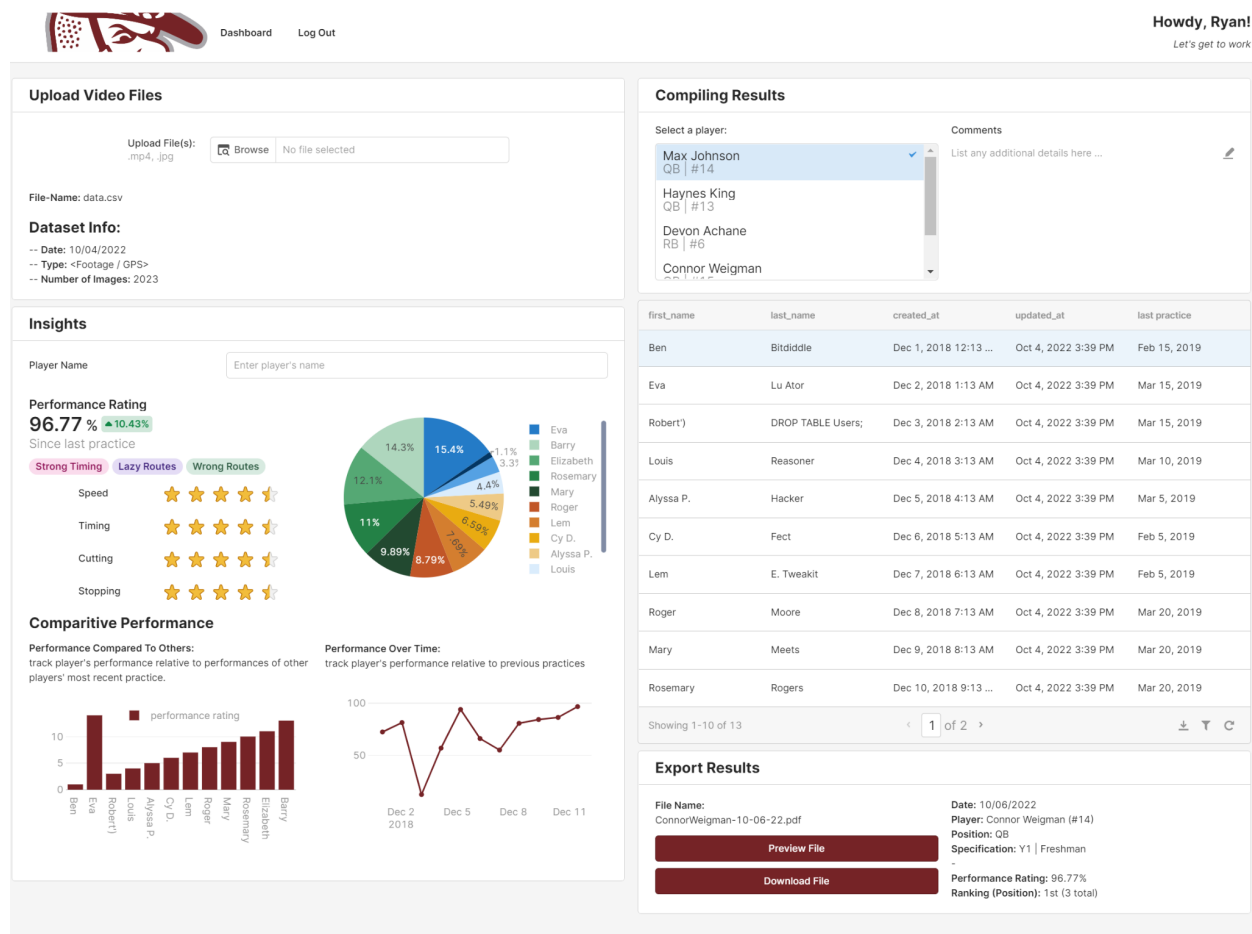 Dashboard
Log Out
Howdy, Ryan!
Let's get to work
Upload Video Files
Upload File(s):
.mp4, .jpg
Browse
No file selected
File-Name: data.csv
Dataset Info:
-- Date: 10/04/2022
-- Type: <Footage / GPS>
-- Number of Images: 2023
Insights
Player Name
Enter player's name
Performance Rating
96.77 % 10.43%
Since last practice
Strong Timing
Lazy Routes
Wrong Routes
Speed
Timing
Cutting
Stopping
15.4%
1.1%
3.3
4.4%
5.49%
6.59%
7.69%
8.79%
9.89%
11%
12.1%
14.3%
Eva
Barry
Elizabeth
Rosemary
Mary
Roger
Lem
Cy D.
Alyssa P.
Louis
Comparitive Performance
Performance Compared To Others:
track player's performance relative to performances of other
players' most recent practice.
performance rating
10
5
0
Ben
Eva
Robert')
Louis
Alyssa P.
Cy D.
Lem
Roger
Mary
Rosemary
Elizabeth
Barry
Performance Over Time:
track player's performance relative to previous practices
100
50
Dec 2
2018
Dec 5
Dec 8
Dec 11
Compiling Results
Select a player:
Max Johnson
QB | #14
Haynes King
QB | #13
Devon Achane
RB | #6
Connor Weigman
Comments
List any additional details here ...
first_name last_name created_at updated_at last practice
Ben Bitdiddle Dec 1, 2018 12:13 ... Oct 4, 2022 3:39 PM Feb 15, 2019
Eva Lu Ator Dec 2, 2018 1:13 AM Oct 4, 2022 3:39 PM Mar 15, 2019
Robert') DROP TABLE Users; Dec 3, 2018 2:13 AM Oct 4, 2022 3:39 PM Mar 15, 2019
Louis Reasoner Dec 4, 2018 3:13 AM Oct 4, 2022 3:39 PM Mar 10, 2019
Alyssa P. Hacker Dec 5, 2018 4:13 AM Oct 4, 2022 3:39 PM Mar 5, 2019
Cy D. Fect Dec 6, 2018 5:13 AM Oct 4, 2022 3:39 PM Feb 5, 2019
Lem E. Tweakit Dec 7, 2018 6:13 AM Oct 4, 2022 3:39 PM Feb 5, 2019
Roger Moore Dec 8, 2018 7:13 AM Oct 4, 2022 3:39 PM Mar 20, 2019
Mary Meets Dec 9, 2018 8:13 AM Oct 4, 2022 3:39 PM Mar 20, 2019
Rosemary Rogers Dec 10, 2018 9:13 ... Oct 4, 2022 3:39 PM Mar 20, 2019
Showing 1-10 of 13
1 of 2
Export Results
File Name:
ConnorWeigman-10-06-22.pdf
Preview File
Download File
Date: 10/06/2022
Player: Connor Weigman (#14)
Position: QB
Specification: Y1 | Freshman
-
Performance Rating: 96.77%
Ranking (Position): 1st (3 total)